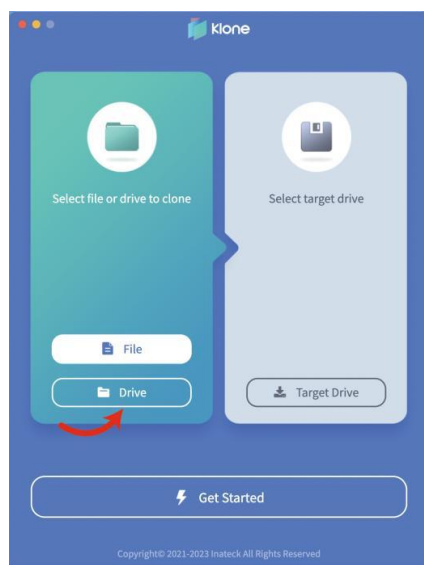 Klone
Select file or drive to clone
Select target drive
File
Drive
Target Drive
Get Started
Copyright© 2021-2023 Inateck All Rights Reserved